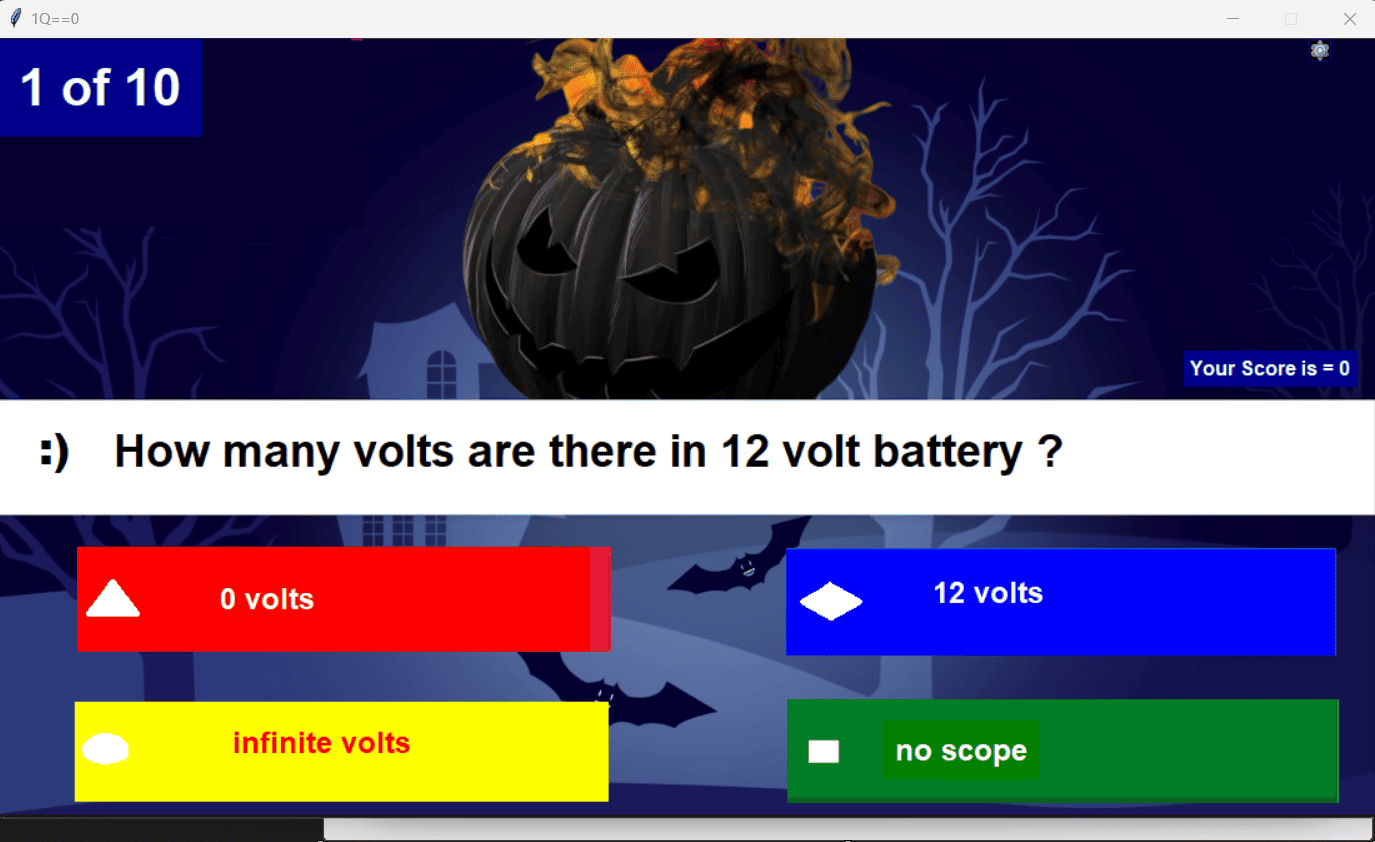 1Q==0
1 of 10
Your Score is = 0
:) How many volts are there in 12 volt battery ?
0 volts
12 volts
infinite volts
no scope